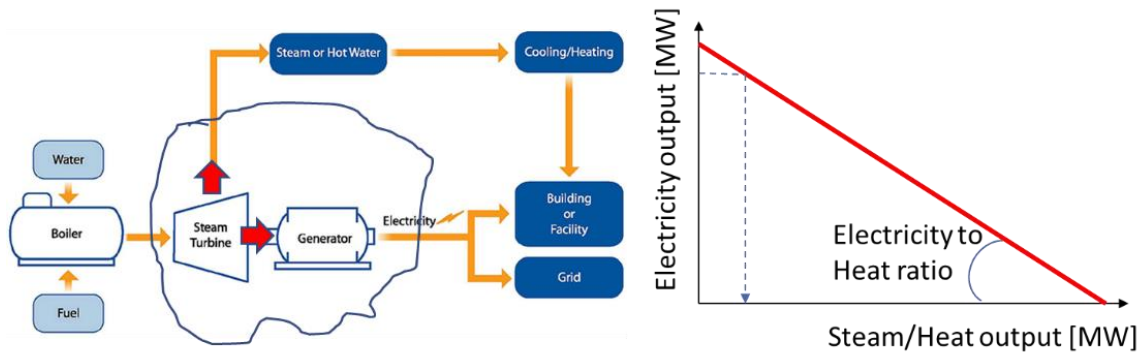 Steam or Hot Water
Cooling/Heating
Water
Boiler
Steam
Turbine
Generator
Electricity
Building
or
Facility
Grid
Fuel
Electricity output [MW]
Electricity to
Heat ratio
Steam/Heat output [MW]